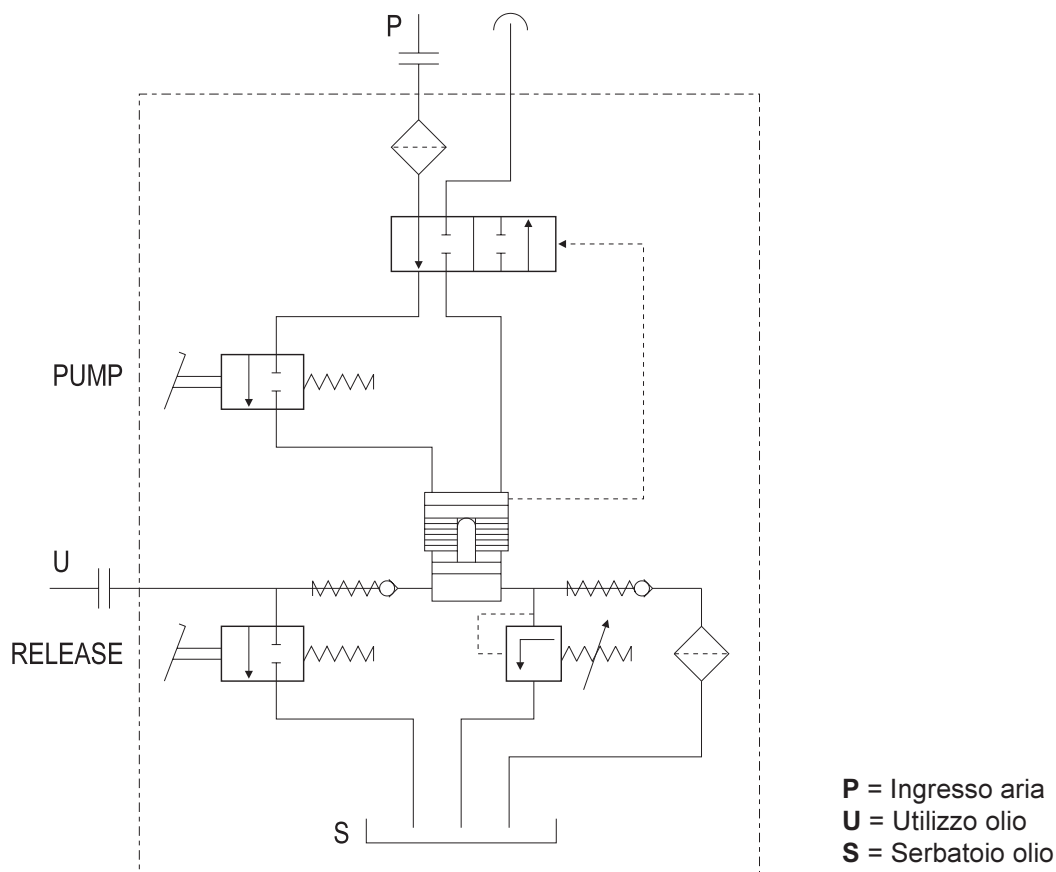 P
PUMP
U
RELEASE
S
P = Ingresso aria
U = Utilizzo olio
S = Serbatoio olio